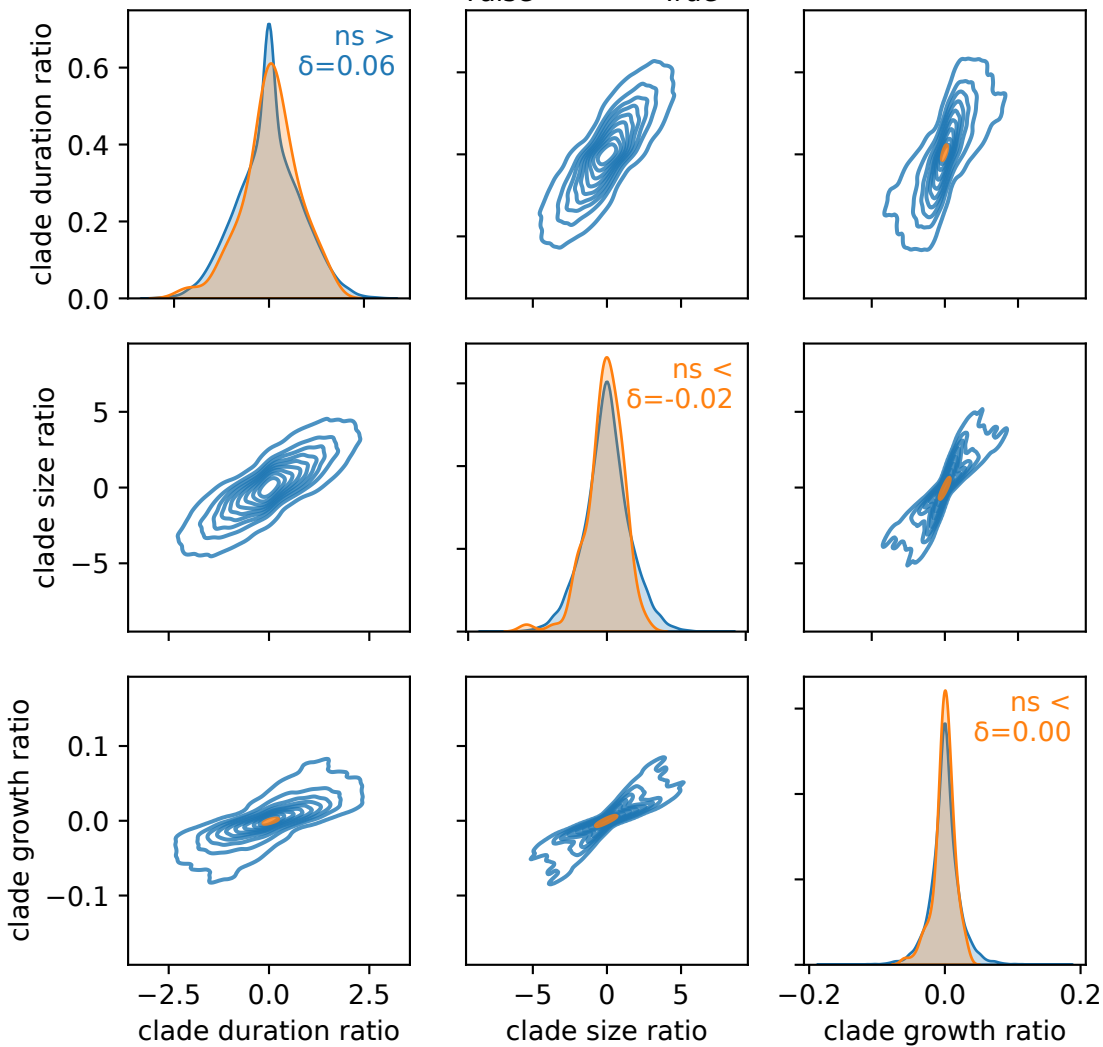 clade duration ratio
0.6
0.4
0.2
0.0
ns >
δ=0.06
clade size ratio
5
0
−5
ns <
δ=-0.02
clade growth ratio
0.1
0.0
−0.1
ns <
δ=0.00
−2.5 0.0 2.5
−5 0 5
−0.2 0.0 0.2
clade duration ratio
clade size ratio
clade growth ratio